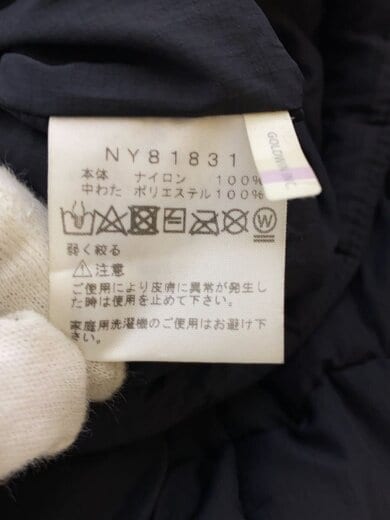 NY81831
本体 ナイロン 100%
中わた ポリエステル 100%
弱く絞る
⚠注意
ご使用により皮膚に異常が発生し
た時は使用を止めて下さい。
家庭用洗濯機のご使用はお避け下
さい。